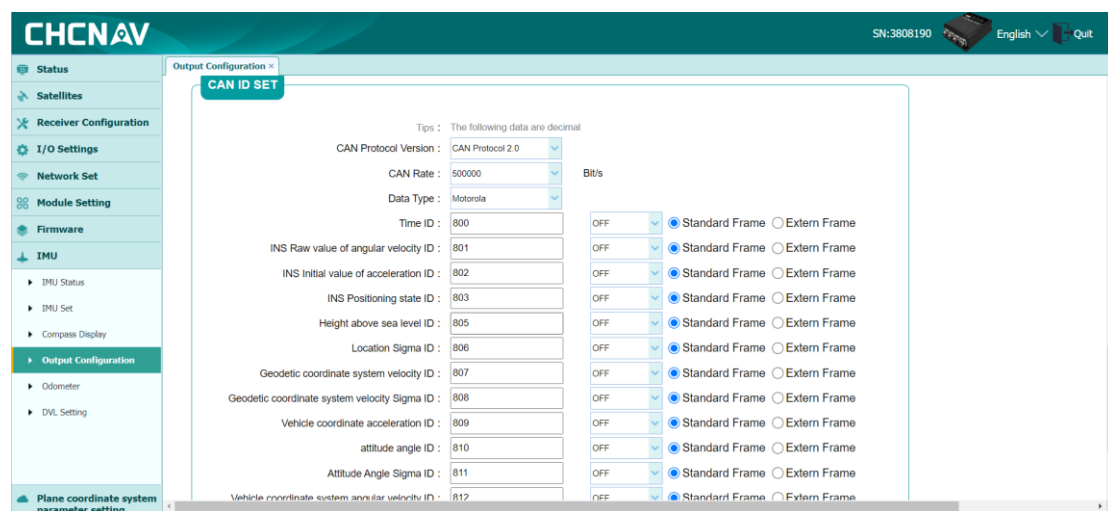 CHCNAV
SN:3808190
English
Quit
Status
Satellites
Receiver Configuration
I/O Settings
Network Set
Module Setting
Firmware
IMU
IMU Status
IMU Set
Compass Display
Output Configuration
Odometer
DVL Setting
Plane coordinate system
parameter setting
Output Configuration ×
CAN ID SET
Tips : The following data are decimal
CAN Protocol Version : CAN Protocol 2.0
CAN Rate : 500000 Bit/s
Data Type : Motorola
Time ID : 800 OFF Standard Frame Extern Frame
INS Raw value of angular velocity ID : 801 OFF Standard Frame Extern Frame
INS Initial value of acceleration ID : 802 OFF Standard Frame Extern Frame
INS Positioning state ID : 803 OFF Standard Frame Extern Frame
Height above sea level ID : 805 OFF Standard Frame Extern Frame
Location Sigma ID : 806 OFF Standard Frame Extern Frame
Geodetic coordinate system velocity ID : 807 OFF Standard Frame Extern Frame
Geodetic coordinate system velocity Sigma ID : 808 OFF Standard Frame Extern Frame
Vehicle coordinate acceleration ID : 809 OFF Standard Frame Extern Frame
attitude angle ID : 810 OFF Standard Frame Extern Frame
Attitude Angle Sigma ID : 811 OFF Standard Frame Extern Frame
Vehicle coordinate system angular velocity ID : 812 OFF Standard Frame Extern Frame